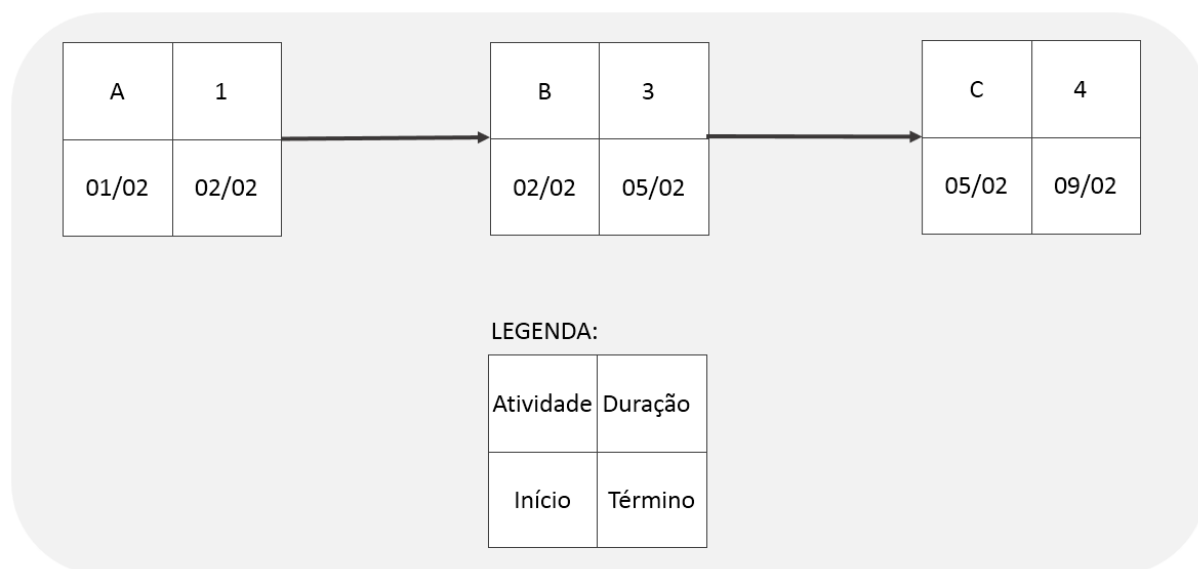 A 1 B 3 C 4
01/02 02/02 02/02 05/02 05/02 09/02
LEGENDA:
Atividade Duração
Início Término